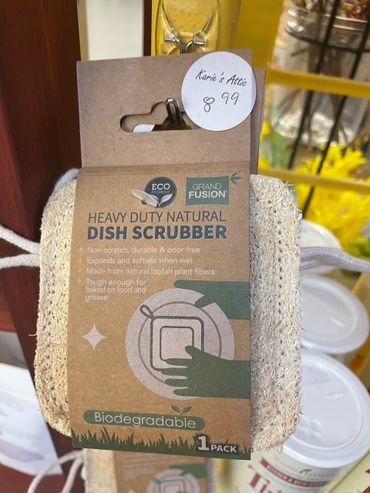 Karie's Attic
8 99
ECO
GRAND
FUSION
HEAVY DUTY NATURAL
DISH SCRUBBER
Non-scratch, durable & odor free
Expands and softens when wet
Made from natural loofah plant fibers
Tough enough for
baked on food and
grease
Biodegradable
1 PACK